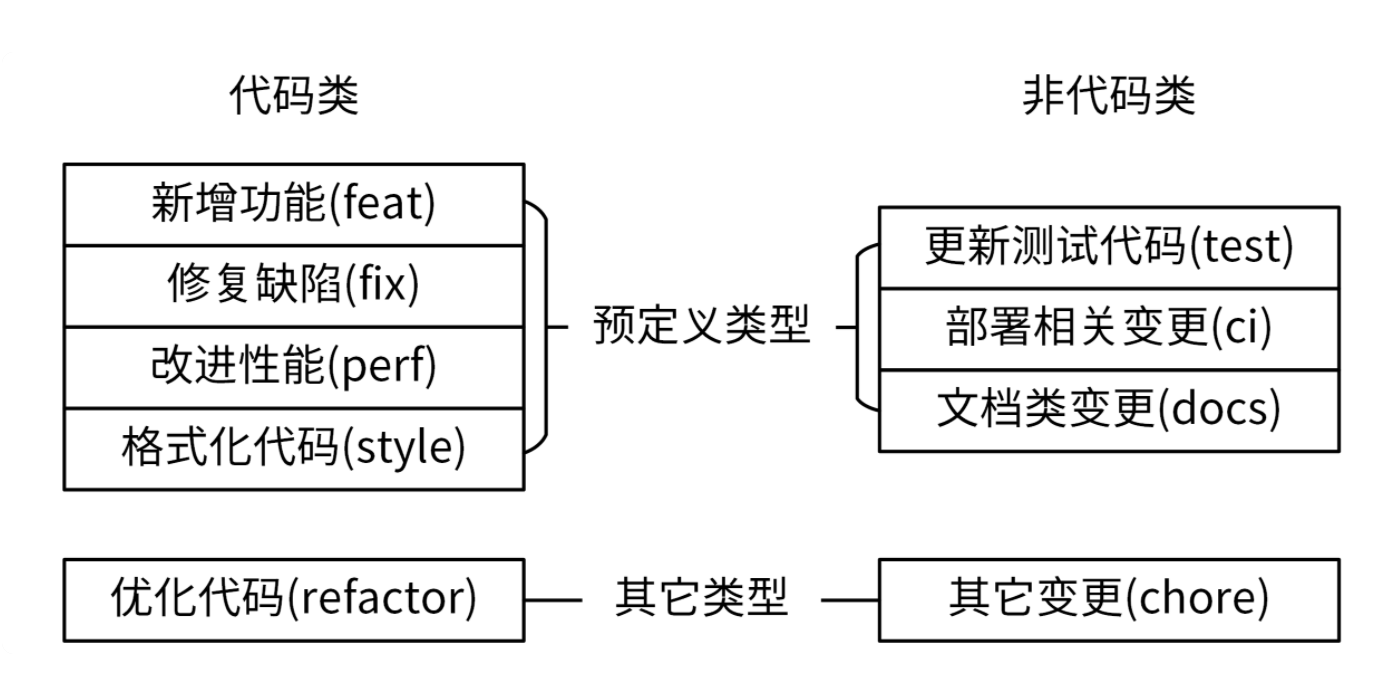 代码类
非代码类
新增功能(feat)
修复缺陷(fix)
改进性能(perf)
格式化代码(style)
预定义类型
更新测试代码(test)
部署相关变更(ci)
文档类变更(docs)
优化代码(refactor)
其它类型
其它变更(chore)